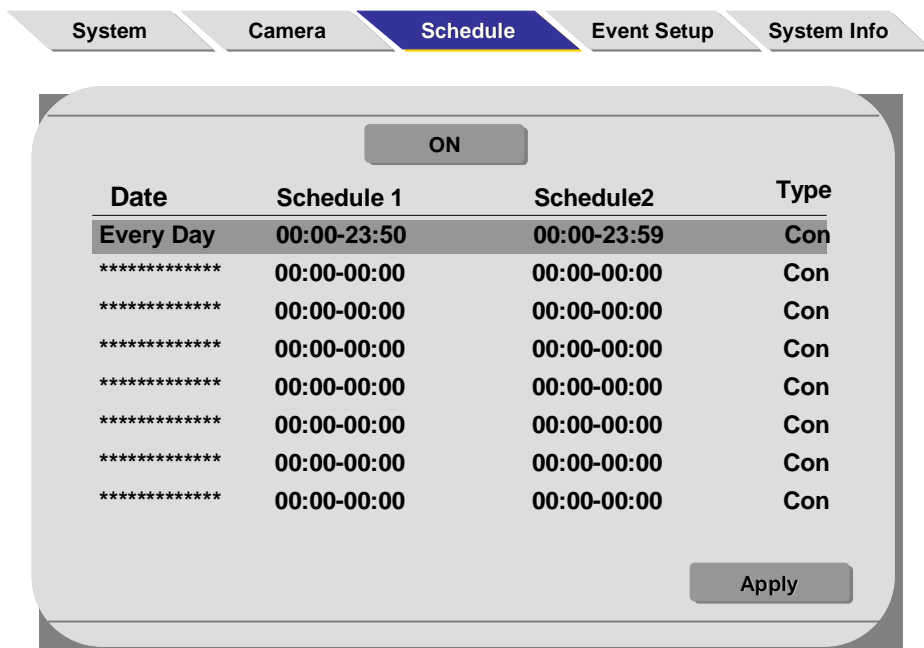 System Camera Schedule Event Setup System Info
ON
Date Schedule 1 Schedule2 Type
Every Day 00:00-23:50 00:00-23:59 Con
************* 00:00-00:00 00:00-00:00 Con
************* 00:00-00:00 00:00-00:00 Con
************* 00:00-00:00 00:00-00:00 Con
************* 00:00-00:00 00:00-00:00 Con
************* 00:00-00:00 00:00-00:00 Con
************* 00:00-00:00 00:00-00:00 Con
************* 00:00-00:00 00:00-00:00 Con
Apply